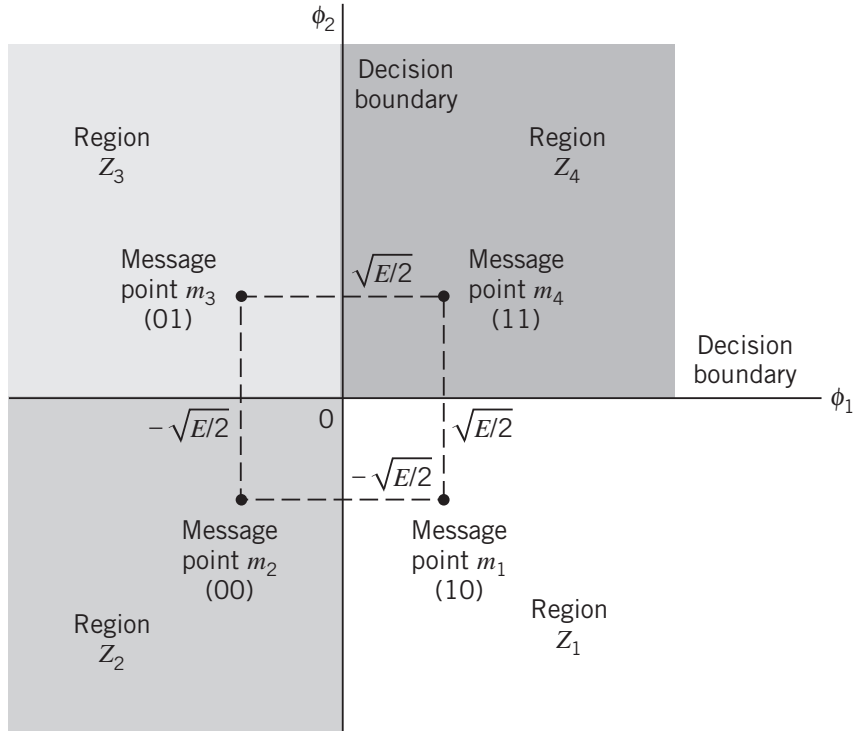 ϕ₂
Decision
boundary
Region
Z₃
Region
Z₄
Message
point m₃
(01)
√E/2
Message
point m₄
(11)
Decision
boundary
ϕ₁
0
−√E/2
√E/2
−√E/2
Message
point m₂
(00)
Message
point m₁
(10)
Region
Z₂
Region
Z₁